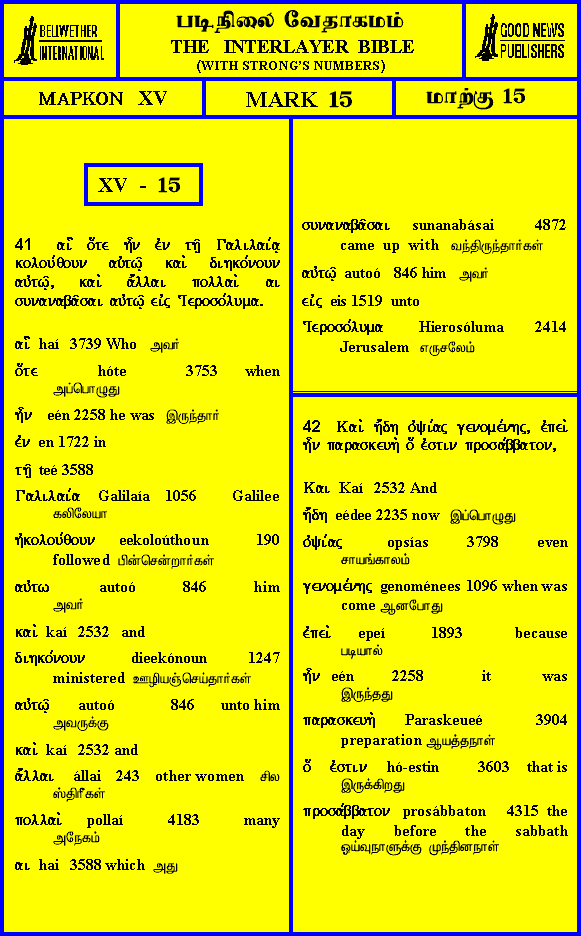 BELLWETHER
INTERNATIONAL
படிநிலை வேதாகமம்
THE INTERLAYER BIBLE
(WITH STRONG'S NUMBERS)
GOOD NEWS
PUBLISHERS
ΜΑΡΚΟΝ XV
MARK 15
மாற்கு 15
XV - 15
41 αἳ ὅτε ἦν ἐν τῇ Γαλιλαίᾳ
κολούθουν αὐτῷ καὶ διηκόνουν
αὐτῷ, καὶ ἄλλαι πολλαὶ αι
συναναβᾶσαι αὐτῷ εἰς Ἱεροσόλυμα.
αἳ haí 3739 Who அவர்
ὅτε hóte 3753 when
அப்பொழுது
ἦν eén 2258 he was இருந்தார்
ἐν en 1722 in
τῇ teé 3588
Γαλιλαία Galilaía 1056 Galilee
கலிலேயா
ἠκολούθουν eekoloúthoun 190
followed பின்சென்றார்கள்
αὐτω autoó 846 him
அவர்
καὶ kaí 2532 and
διηκόνουν dieekónoun 1247
ministered ஊழியஞ்செய்தார்கள்
αὐτῷ autoó 846 unto him
அவருக்கு
καὶ kaí 2532 and
ἄλλαι állai 243 other women சில
ஸ்திரீகள்
πολλαὶ pollaí 4183 many
அநேகம்
αι hai 3588 which அது
συναναβᾶσαι sunanabásai 4872
came up with வந்திருந்தார்கள்
αὐτῷ autoó 846 him அவர்
εἰς eis 1519 unto
Ἱεροσόλυμα Hierosóluma 2414
Jerusalem எருசலேம்
42 Καὶ ἤδη ὀψίας γενομένης, ἐπεὶ
ἦν παρασκευὴ ὅ ἐστιν προσάββατον,
Και Kaí 2532 And
ἤδη eédee 2235 now இப்பொழுது
ὀψίας opsías 3798 even
சாயங்காலம்
γενομένης genoménees 1096 when was
come ஆனபோது
ἐπεὶ epeí 1893 because
படியால்
ἦν eén 2258 it was
இருந்தது
παρασκευὴ Paraskeueé 3904
preparation ஆயத்தநாள்
ὅ ἐστιν hó-estin 3603 that is
இருக்கிறது
προσάββατον prosábbaton 4315 the
day before the sabbath
ஓய்வுநாளுக்கு முந்தினநாள்